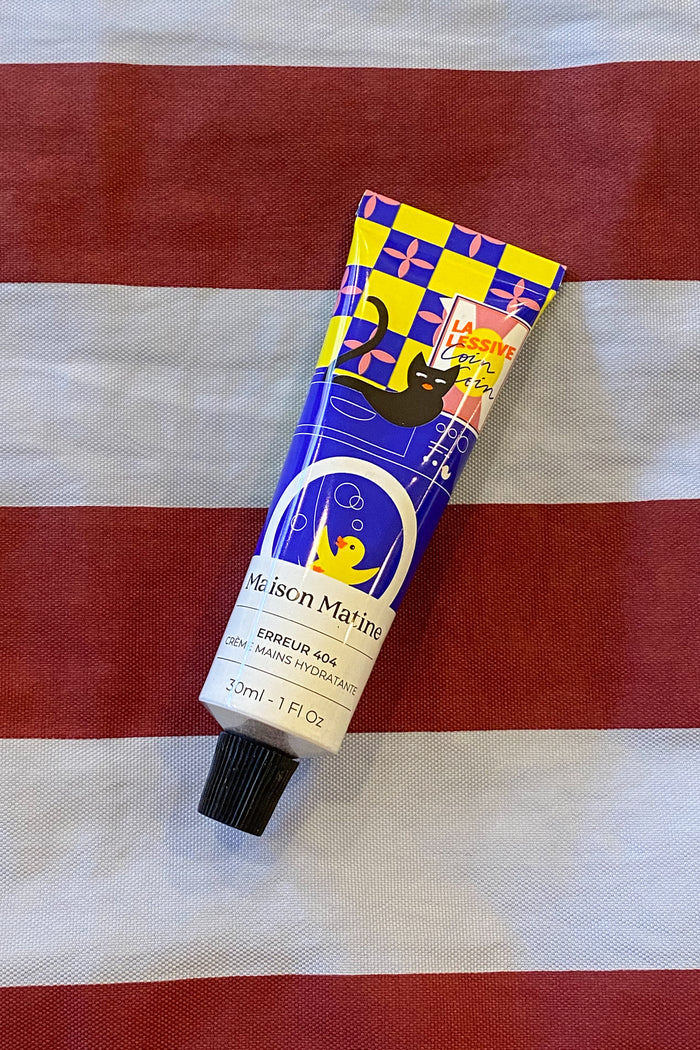 LA
LESSIVE
Coin
Coin
Maison Matine
ERREUR 404
CRÈME MAINS HYDRATANTE
30ml - 1 Fl Oz